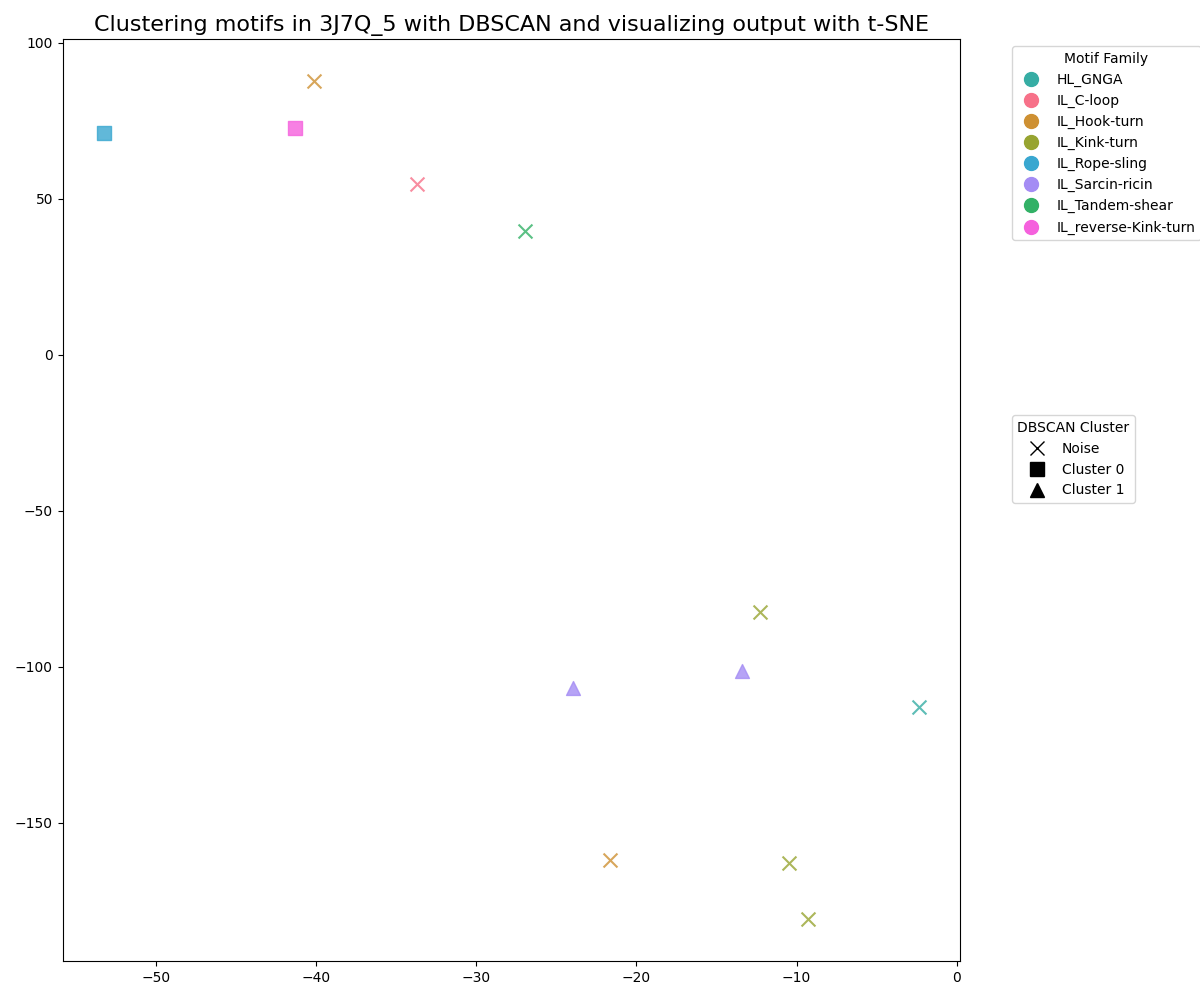 Clustering motifs in 3J7Q_5 with DBSCAN and visualizing output with t-SNE
100
50
0
−50
−100
−150
−50
−40
−30
−20
−10
0
Motif Family
HL_GNGA
IL_C-loop
IL_Hook-turn
IL_Kink-turn
IL_Rope-sling
IL_Sarcin-ricin
IL_Tandem-shear
IL_reverse-Kink-turn
DBSCAN Cluster
Noise
Cluster 0
Cluster 1